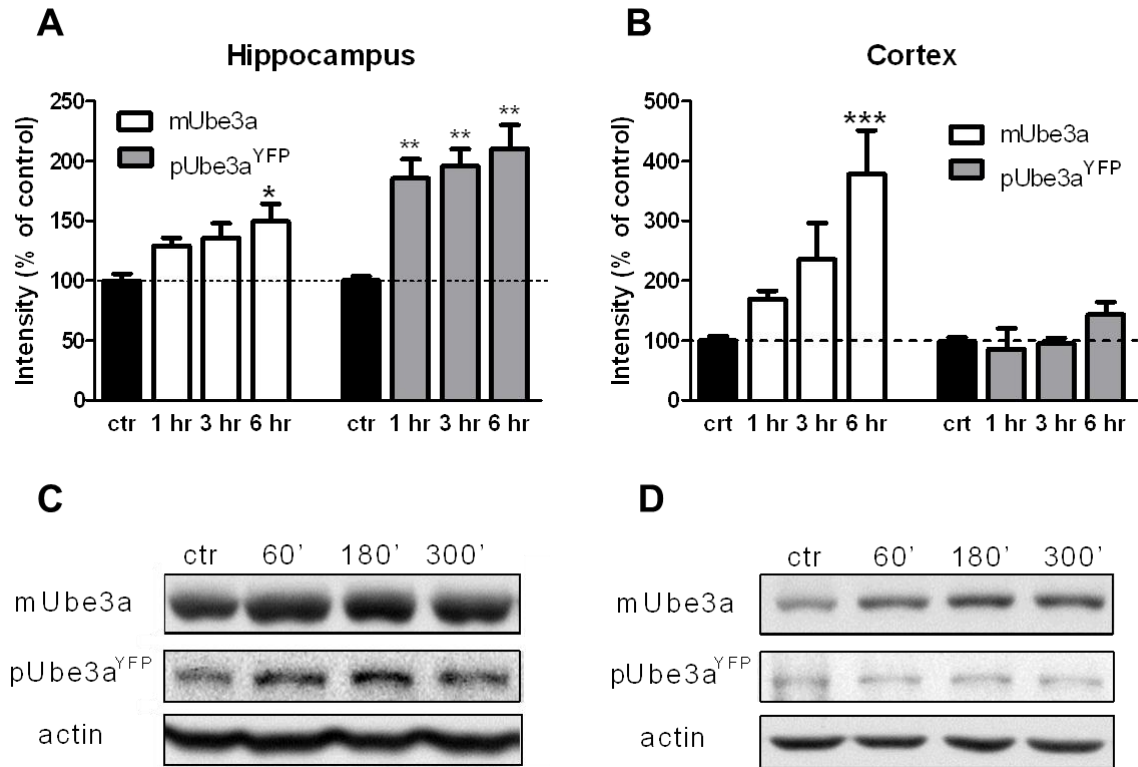 A
Hippocampus
Intensity (% of control)
250
200
150
100
50
0
mUbe3a
pUbe3aYFP
*
** ** **
ctr 1 hr 3 hr 6 hr ctr 1 hr 3 hr 6 hr
B
Cortex
Intensity (% of control)
500
400
300
200
100
0
***
mUbe3a
pUbe3aYFP
crt 1 hr 3 hr 6 hr crt 1 hr 3 hr 6 hr
C
ctr 60' 180' 300'
mUbe3a
pUbe3aYFP
actin
D
ctr 60' 180' 300'
mUbe3a
pUbe3aYFP
actin